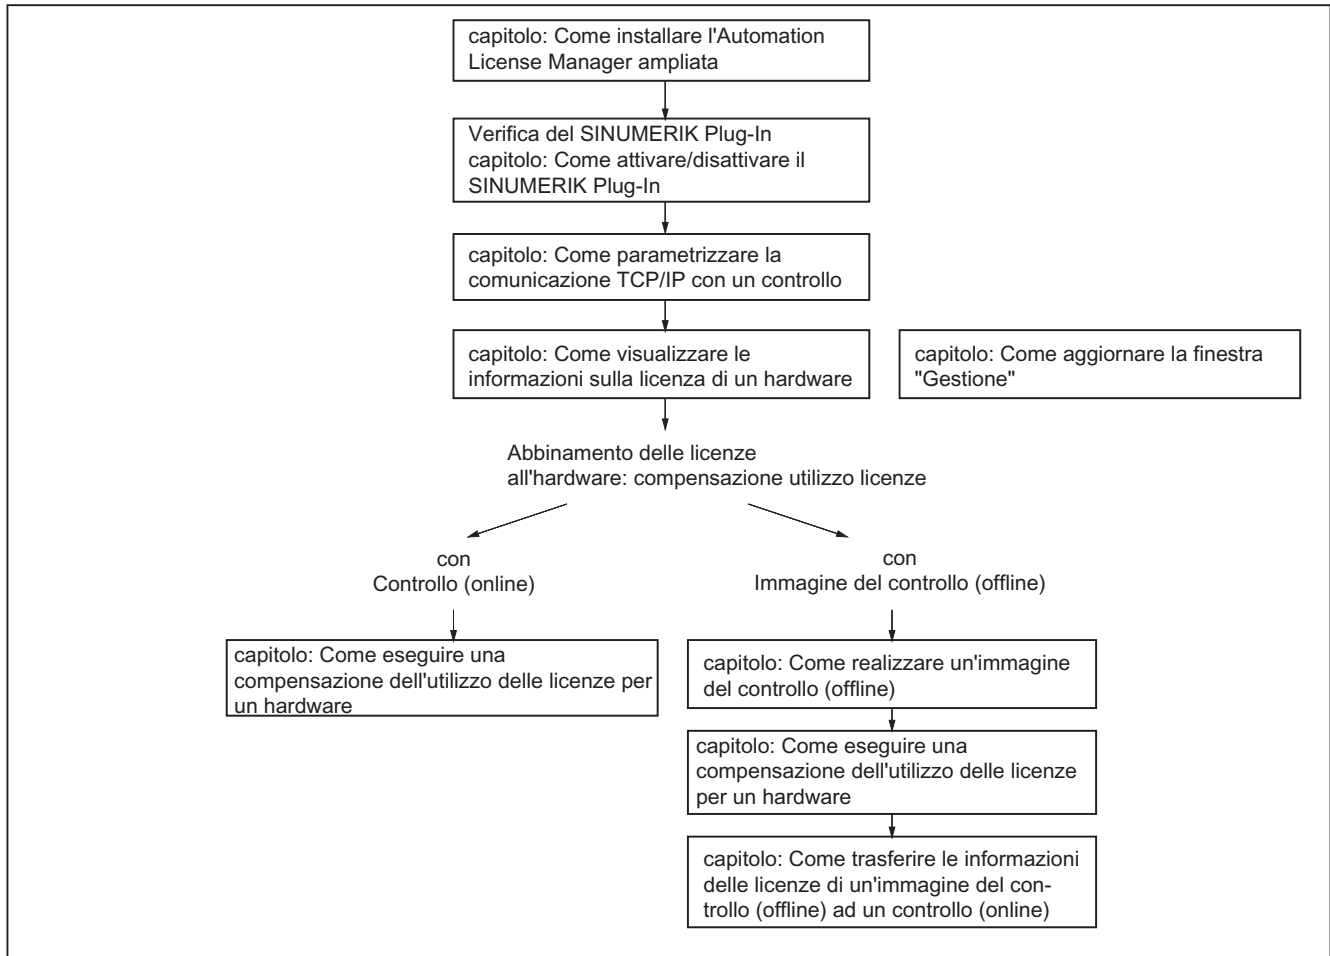 capitolo: Come installare l'Automation
License Manager ampliata
Verifica del SINUMERIK Plug-In
capitolo: Come attivare/disattivare il
SINUMERIK Plug-In
capitolo: Come parametrizzare la
comunicazione TCP/IP con un controllo
capitolo: Come visualizzare le
informazioni sulla licenza di un hardware
capitolo: Come aggiornare la finestra
"Gestione"
Abbinamento delle licenze
all'hardware: compensazione utilizzo licenze
con
Controllo (online)
con
Immagine del controllo (offline)
capitolo: Come eseguire una
compensazione dell'utilizzo delle licenze per
un hardware
capitolo: Come realizzare un'immagine
del controllo (offline)
capitolo: Come eseguire una
compensazione dell'utilizzo delle licenze
per un hardware
capitolo: Come trasferire le informazioni
delle licenze di un'immagine del con-
trollo (offline) ad un controllo (online)